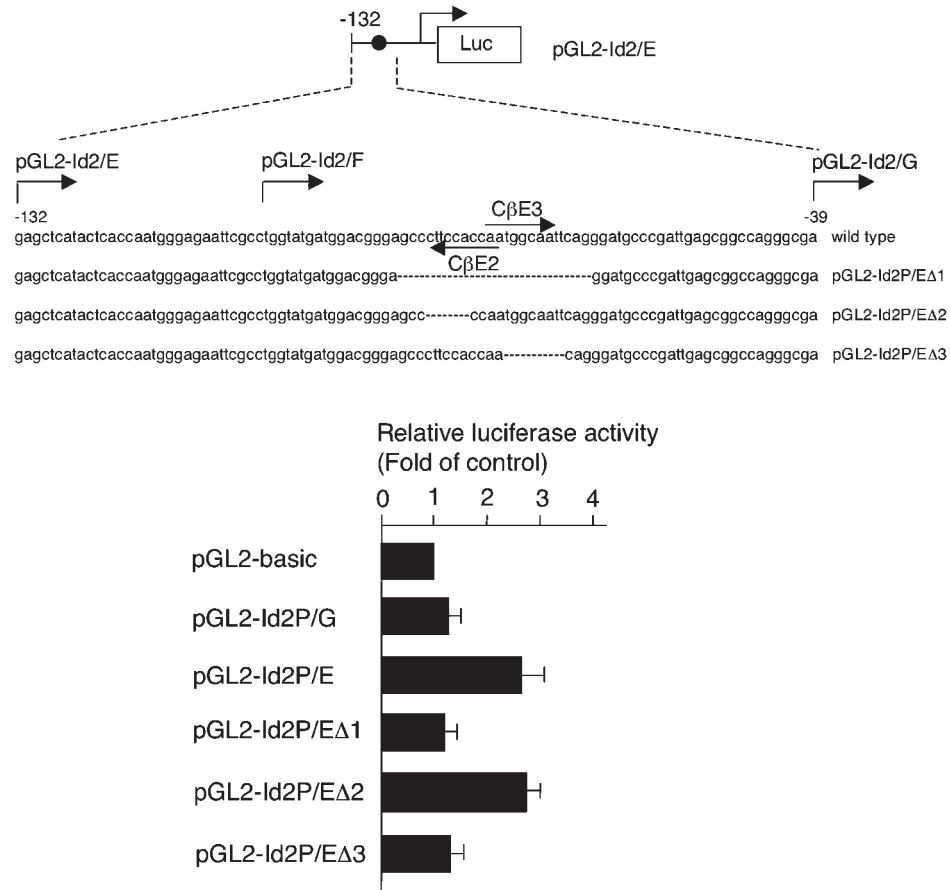 -132
Luc
pGL2-Id2/E
pGL2-Id2/E
pGL2-Id2/F
pGL2-Id2/G
-132
CβE3
-39
gagctcatactcaccaatgggagaattcgcctggtatgatggacgggagcccttccaccaatggcaattcagggatgcccgattgagcggccagggcga wild type
CβE2
gagctcatactcaccaatgggagaattcgcctggtatgatggacggga----------------------------ggatgcccgattgagcggccagggcga pGL2-Id2P/EΔ1
gagctcatactcaccaatgggagaattcgcctggtatgatggacgggagcc-------ccaatggcaattcagggatgcccgattgagcggccagggcga pGL2-Id2P/EΔ2
gagctcatactcaccaatgggagaattcgcctggtatgatggacgggagcccttccaccaa----------cagggatgcccgattgagcggccagggcga pGL2-Id2P/EΔ3
Relative luciferase activity
(Fold of control)
0 1 2 3 4
pGL2-basic
pGL2-Id2P/G
pGL2-Id2P/E
pGL2-Id2P/EΔ1
pGL2-Id2P/EΔ2
pGL2-Id2P/EΔ3